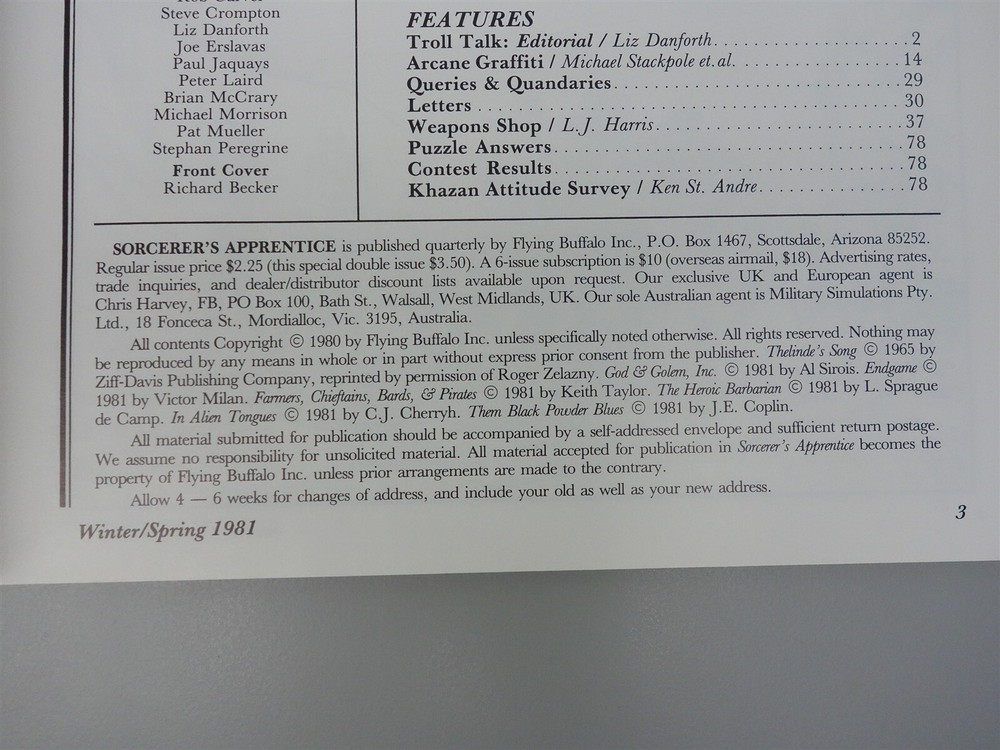 Steve Crompton
Liz Danforth
Joe Erslavas
Paul Jaquays
Peter Laird
Brian McCrary
Michael Morrison
Pat Mueller
Stephan Peregrine
Front Cover
Richard Becker
FEATURES
Troll Talk: Editorial / Liz Danforth. . . . . . . . . . . . . . . . . . . . . 2
Arcane Graffiti / Michael Stackpole et.al. . . . . . . . . . . . . . . . . . 14
Queries & Quandaries. . . . . . . . . . . . . . . . . . . . . . . . . . . . . . . 29
Letters . . . . . . . . . . . . . . . . . . . . . . . . . . . . . . . . . . . . . . . . . . . . 30
Weapons Shop / L.J. Harris. . . . . . . . . . . . . . . . . . . . . . . . . . . 37
Puzzle Answers. . . . . . . . . . . . . . . . . . . . . . . . . . . . . . . . . . . . . 78
Contest Results. . . . . . . . . . . . . . . . . . . . . . . . . . . . . . . . . . . . . 78
Khazan Attitude Survey / Ken St. Andre. . . . . . . . . . . . . . . . 78
SORCERER'S APPRENTICE is published quarterly by Flying Buffalo Inc., P.O. Box 1467, Scottsdale, Arizona 85252.
Regular issue price $2.25 (this special double issue $3.50). A 6-issue subscription is $10 (overseas airmail, $18). Advertising rates,
trade inquiries, and dealer/distributor discount lists available upon request. Our exclusive UK and European agent is
Chris Harvey, FB, PO Box 100, Bath St., Walsall, West Midlands, UK. Our sole Australian agent is Military Simulations Pty.
Ltd., 18 Fonceca St., Mordialloc, Vic. 3195, Australia.
All contents Copyright © 1980 by Flying Buffalo Inc. unless specifically noted otherwise. All rights reserved. Nothing may
be reproduced by any means in whole or in part without express prior consent from the publisher. Thelinde's Song © 1965 by
Ziff-Davis Publishing Company, reprinted by permission of Roger Zelazny. God & Golem, Inc. © 1981 by Al Sirois. Endgame ©
1981 by Victor Milan. Farmers, Chieftains, Bards, & Pirates © 1981 by Keith Taylor. The Heroic Barbarian © 1981 by L. Sprague
de Camp. In Alien Tongues © 1981 by C.J. Cherryh. Them Black Powder Blues © 1981 by J.E. Coplin.
All material submitted for publication should be accompanied by a self-addressed envelope and sufficient return postage.
We assume no responsibility for unsolicited material. All material accepted for publication in Sorcerer's Apprentice becomes the
property of Flying Buffalo Inc. unless prior arrangements are made to the contrary.
Allow 4 — 6 weeks for changes of address, and include your old as well as your new address.
Winter/Spring 1981
3